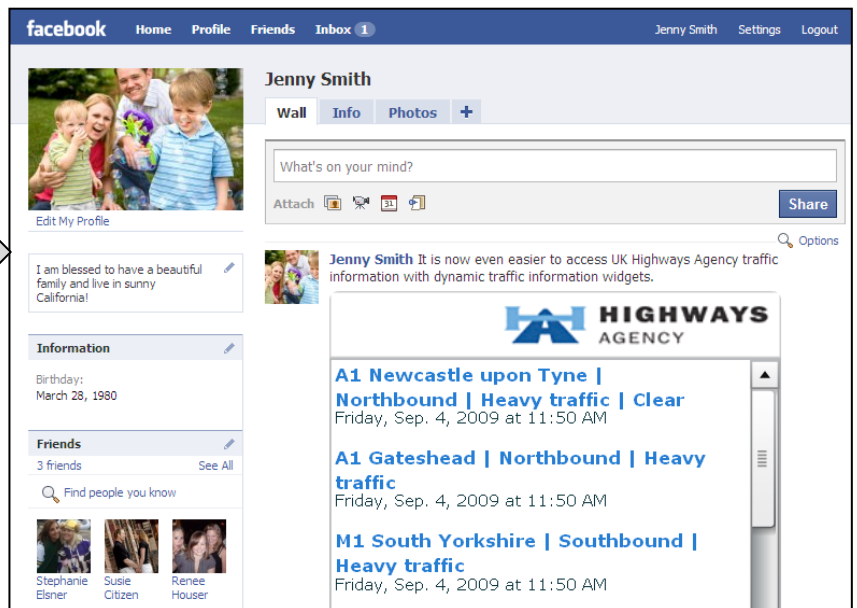 facebook Home Profile Friends Inbox 1 Jenny Smith Settings Logout
Edit My Profile
I am blessed to have a beautiful
family and live in sunny
California!
Information
Birthday:
March 28, 1980
Friends
3 friends See All
Find people you know
Stephanie Elsner
Susie Citizen
Renee Houser
Jenny Smith
Wall Info Photos +
What's on your mind?
Attach 31 Share
Options
Jenny Smith It is now even easier to access UK Highways Agency traffic
information with dynamic traffic information widgets.
HIGHWAYS
AGENCY
A1 Newcastle upon Tyne |
Northbound | Heavy traffic | Clear
Friday, Sep. 4, 2009 at 11:50 AM
A1 Gateshead | Northbound | Heavy
traffic
Friday, Sep. 4, 2009 at 11:50 AM
M1 South Yorkshire | Southbound |
Heavy traffic
Friday, Sep. 4, 2009 at 11:50 AM